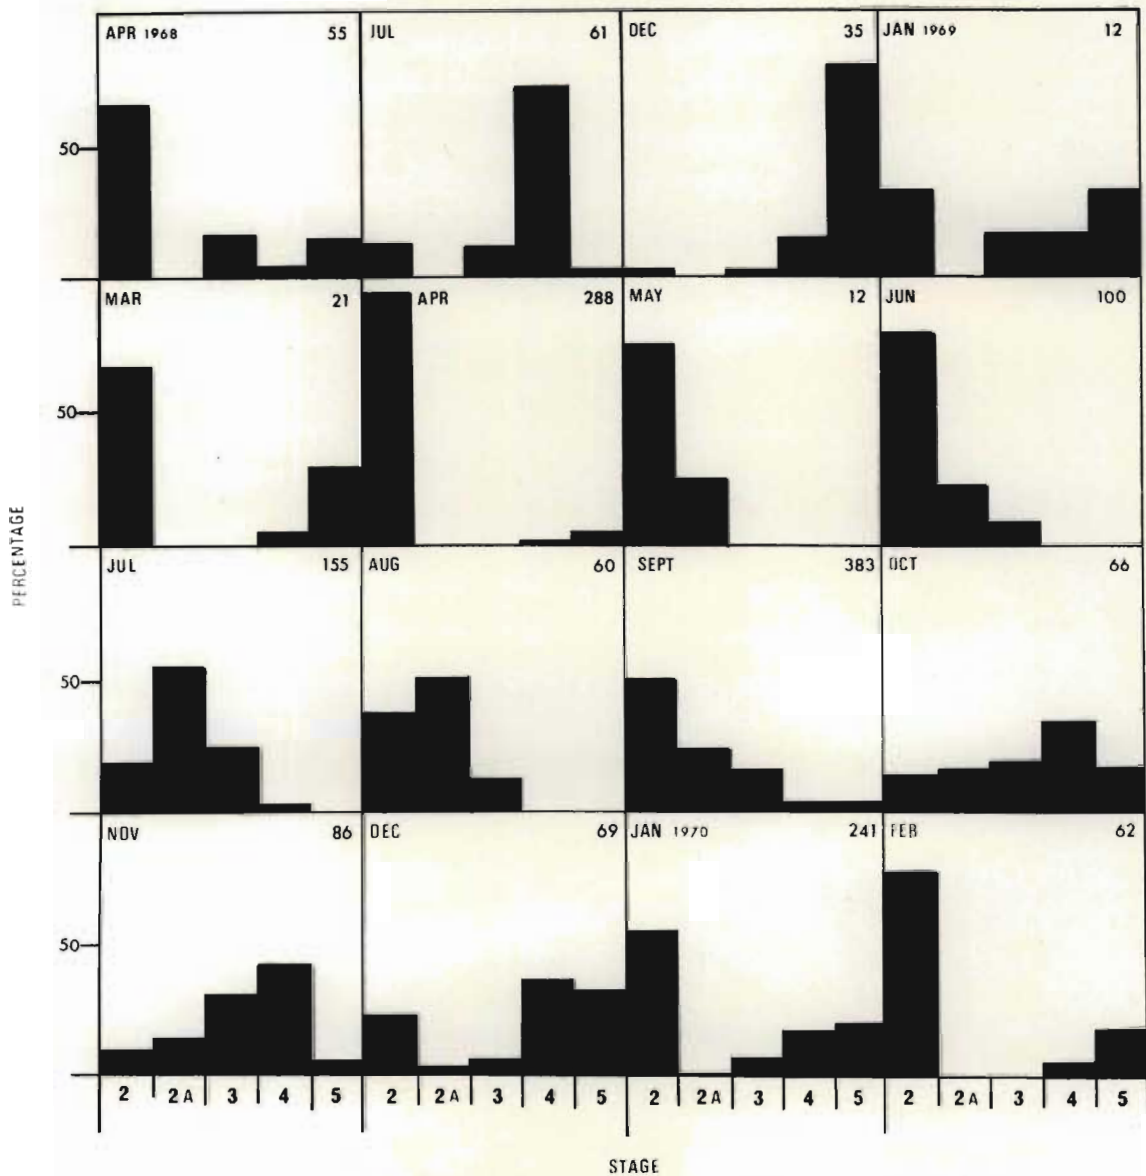 APR 1968 55 JUL 61 DEC 35 JAN 1969 12
50
MAR 21 APR 288 MAY 12 JUN 100
50
PERCENTAGE
JUL 155 AUG 60 SEPT 383 OCT 66
50
NOV 86 DEC 69 JAN 1970 241 FEB 62
50
2 2A 3 4 5 2 2A 3 4 5 2 2A 3 4 5 2 2A 3 4 5
STAGE